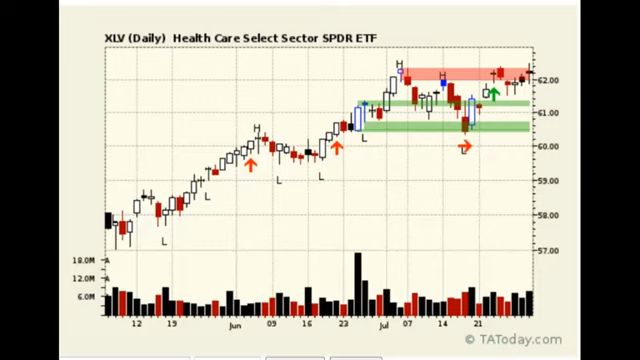 XLV (Daily) Health Care Select Sector SPDR ETF
H
H
H
L
L
L
L
L
L
62.00
61.00
60.00
59.00
58.00
57.00
18.0M
12.0M
6.0M
12 19 Jun 09 16 23 Jul 07 14 21
© TAToday.com